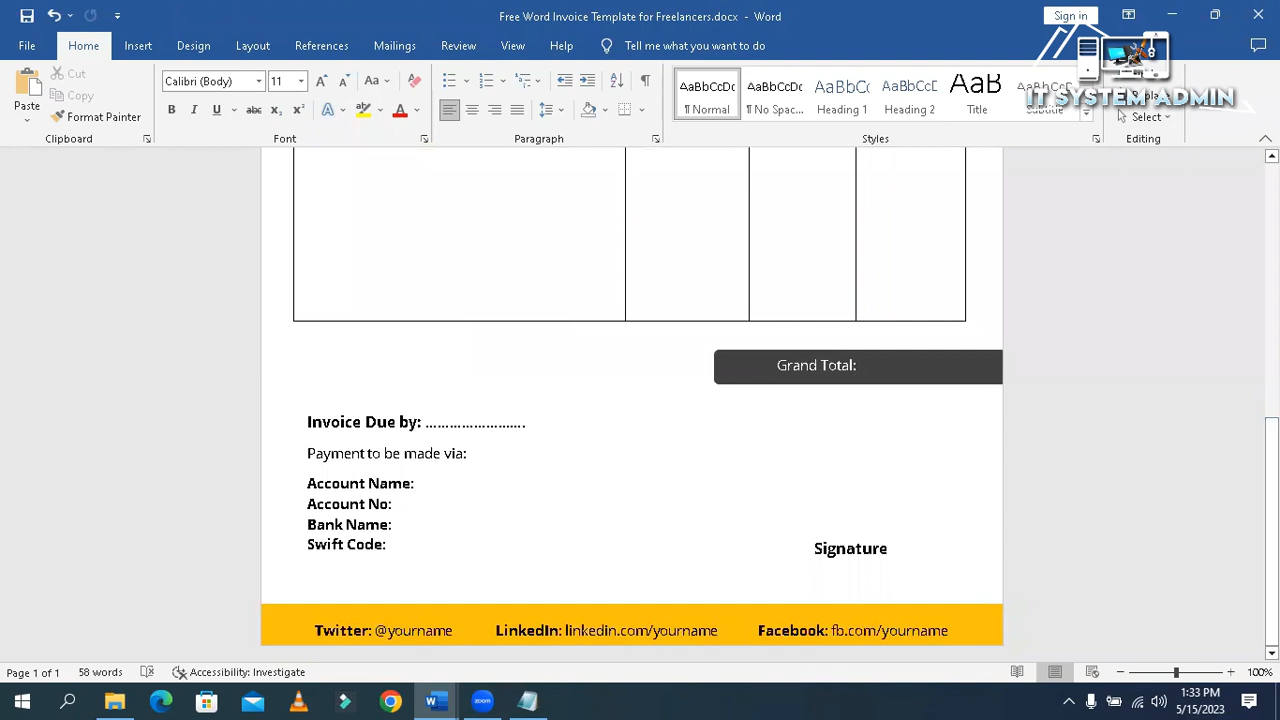 Free Word Invoice Template for Freelancers.docx - Word
Sign in
File Home Insert Design Layout References Mailings Review View Help Tell me what you want to do
IT SYSTEM ADMIN
Paste
Cut
Copy
Format Painter
Calibri (Body) 11
AaBbCcDc AaBbCcDc AaBbCc AaBbCcC AaB
¶ Normal ¶ No Spac... Heading 1 Heading 2 Title Subtitle
Select
Clipboard Font Paragraph Styles Editing
Grand Total:
Invoice Due by: ……………………..
Payment to be made via:
Account Name:
Account No:
Bank Name:
Swift Code:
Signature
Twitter: @yourname LinkedIn: linkedin.com/yourname Facebook: fb.com/yourname
Page 1 of 1 58 words Accessibility: Investigate 100%
zoom
1:33 PM
5/15/2023